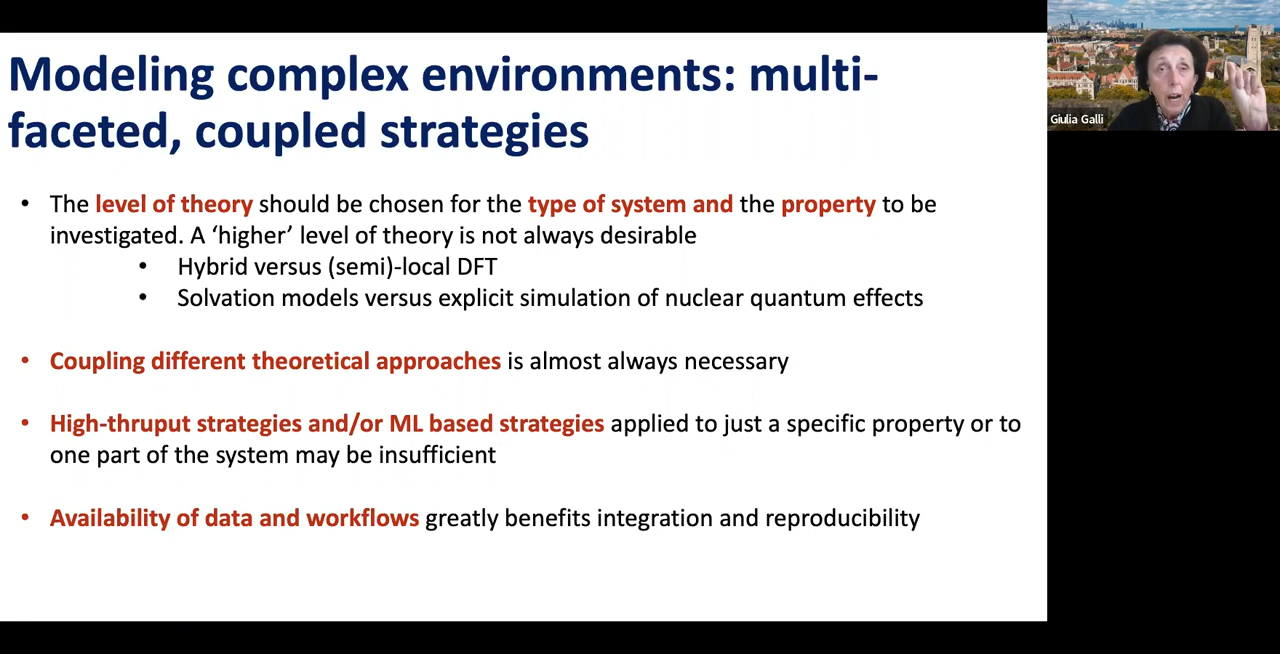 Modeling complex environments: multi-
faceted, coupled strategies
• The level of theory should be chosen for the type of system and the property to be
investigated. A ‘higher’ level of theory is not always desirable
• Hybrid versus (semi)-local DFT
• Solvation models versus explicit simulation of nuclear quantum effects
• Coupling different theoretical approaches is almost always necessary
• High-thruput strategies and/or ML based strategies applied to just a specific property or to
one part of the system may be insufficient
• Availability of data and workflows greatly benefits integration and reproducibility
Giulia Galli